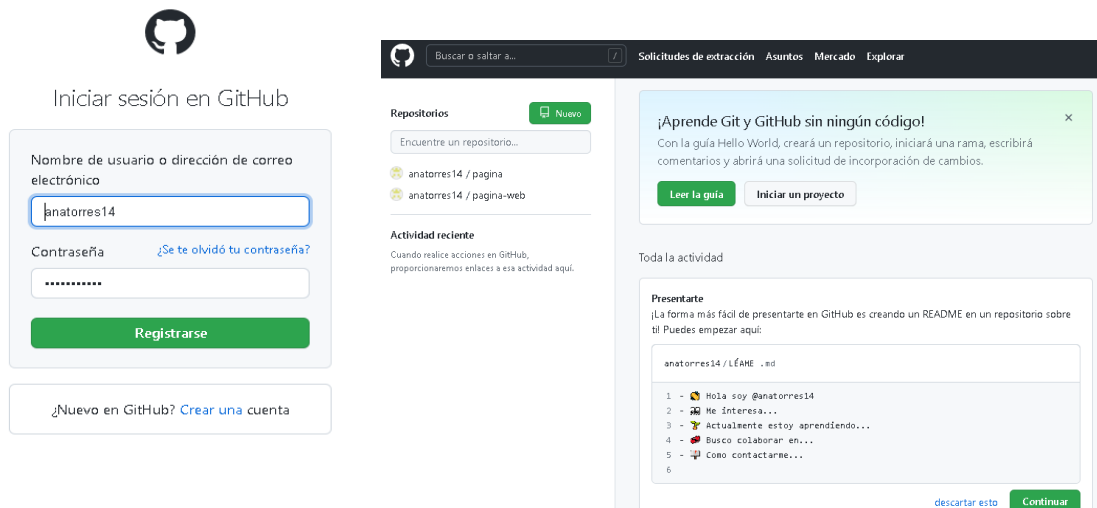 Iniciar sesión en GitHub
Nombre de usuario o dirección de correo
electrónico
anatorres14
Contraseña
¿Se te olvidó tu contraseña?
Registrarse
¿Nuevo en GitHub? Crear una cuenta
Buscar o saltar a...
/
Solicitudes de extracción Asuntos Mercado Explorar
Repositorios
Nuevo
Encuentre un repositorio...
anatorres14 / pagina
anatorres14 / pagina-web
Actividad reciente
Cuando realice acciones en GitHub,
proporcionaremos enlaces a esa actividad aquí.
¡Aprende Git y GitHub sin ningún código!
×
Con la guía Hello World, creará un repositorio, iniciará una rama, escribirá
comentarios y abrirá una solicitud de incorporación de cambios.
Leer la guía
Iniciar un proyecto
Toda la actividad
Presentarte
¡La forma más fácil de presentarte en GitHub es creando un README en un repositorio sobre
ti! Puedes empezar aquí:
anatorres14 / LÉAME .md
1 - 👋 Hola soy @anatorres14
2 - 👀 Me interesa...
3 - 🌱 Actualmente estoy aprendiendo...
4 - 💞️ Busco colaborar en...
5 - 📫 Como contactarme...
6
descartar esto
Continuar